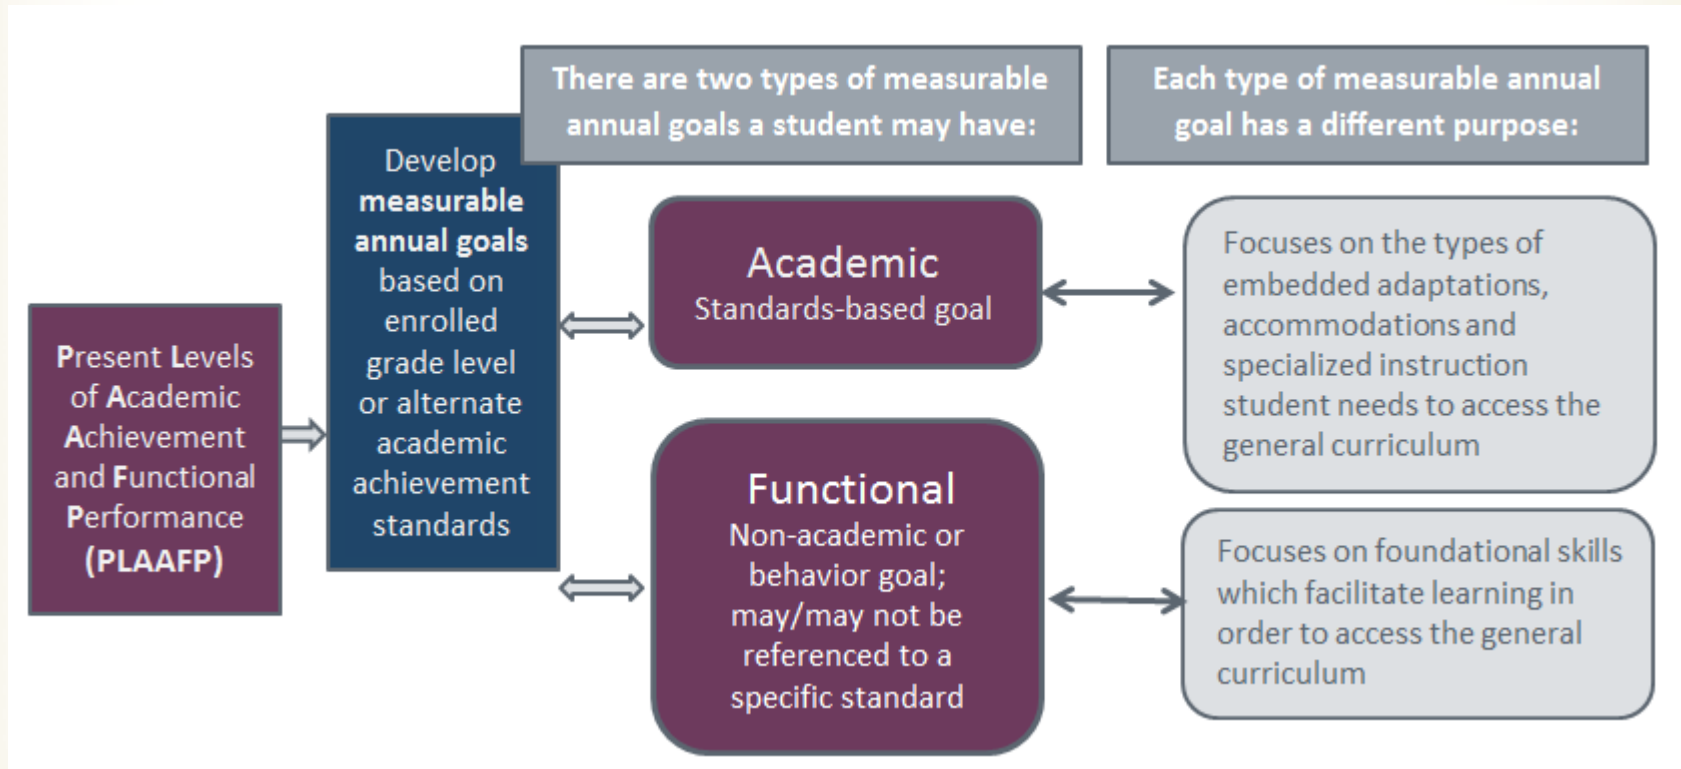 There are two types of measurable
annual goals a student may have:
Each type of measurable annual
goal has a different purpose:
Present Levels
of Academic
Achievement
and Functional
Performance
(PLAAFP)
Develop
measurable
annual goals
based on
enrolled
grade level
or alternate
academic
achievement
standards
Academic
Standards-based goal
Focuses on the types of
embedded adaptations,
accommodations and
specialized instruction
student needs to access the
general curriculum
Functional
Non-academic or
behavior goal;
may/may not be
referenced to a
specific standard
Focuses on foundational skills
which facilitate learning in
order to access the general
curriculum